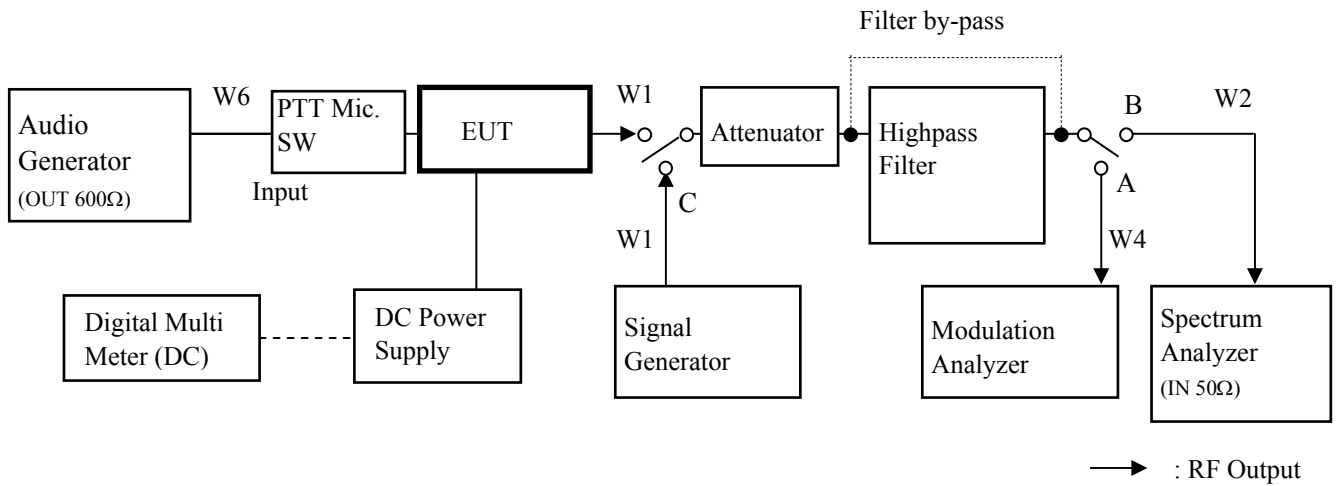 Filter by-pass
W6
W1
B
W2
Audio
Generator
(OUT 600Ω)
PTT Mic.
SW
EUT
Attenuator
Highpass
Filter
Input
C
A
W1
W4
Digital Multi
Meter (DC)
DC Power
Supply
Signal
Generator
Modulation
Analyzer
Spectrum
Analyzer
(IN 50Ω)
: RF Output